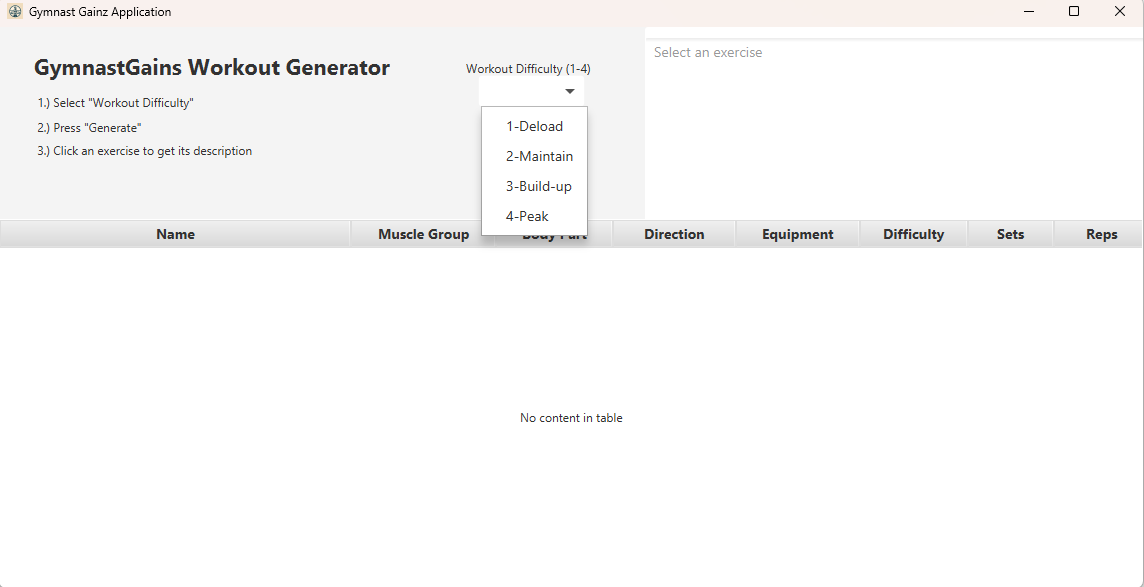 Gymnast Gainz Application
GymnastGains Workout Generator
1.) Select "Workout Difficulty"
2.) Press "Generate"
3.) Click an exercise to get its description
Workout Difficulty (1-4)
1-Deload
2-Maintain
3-Build-up
4-Peak
Select an exercise
Name Muscle Group Body Part Direction Equipment Difficulty Sets Reps
No content in table